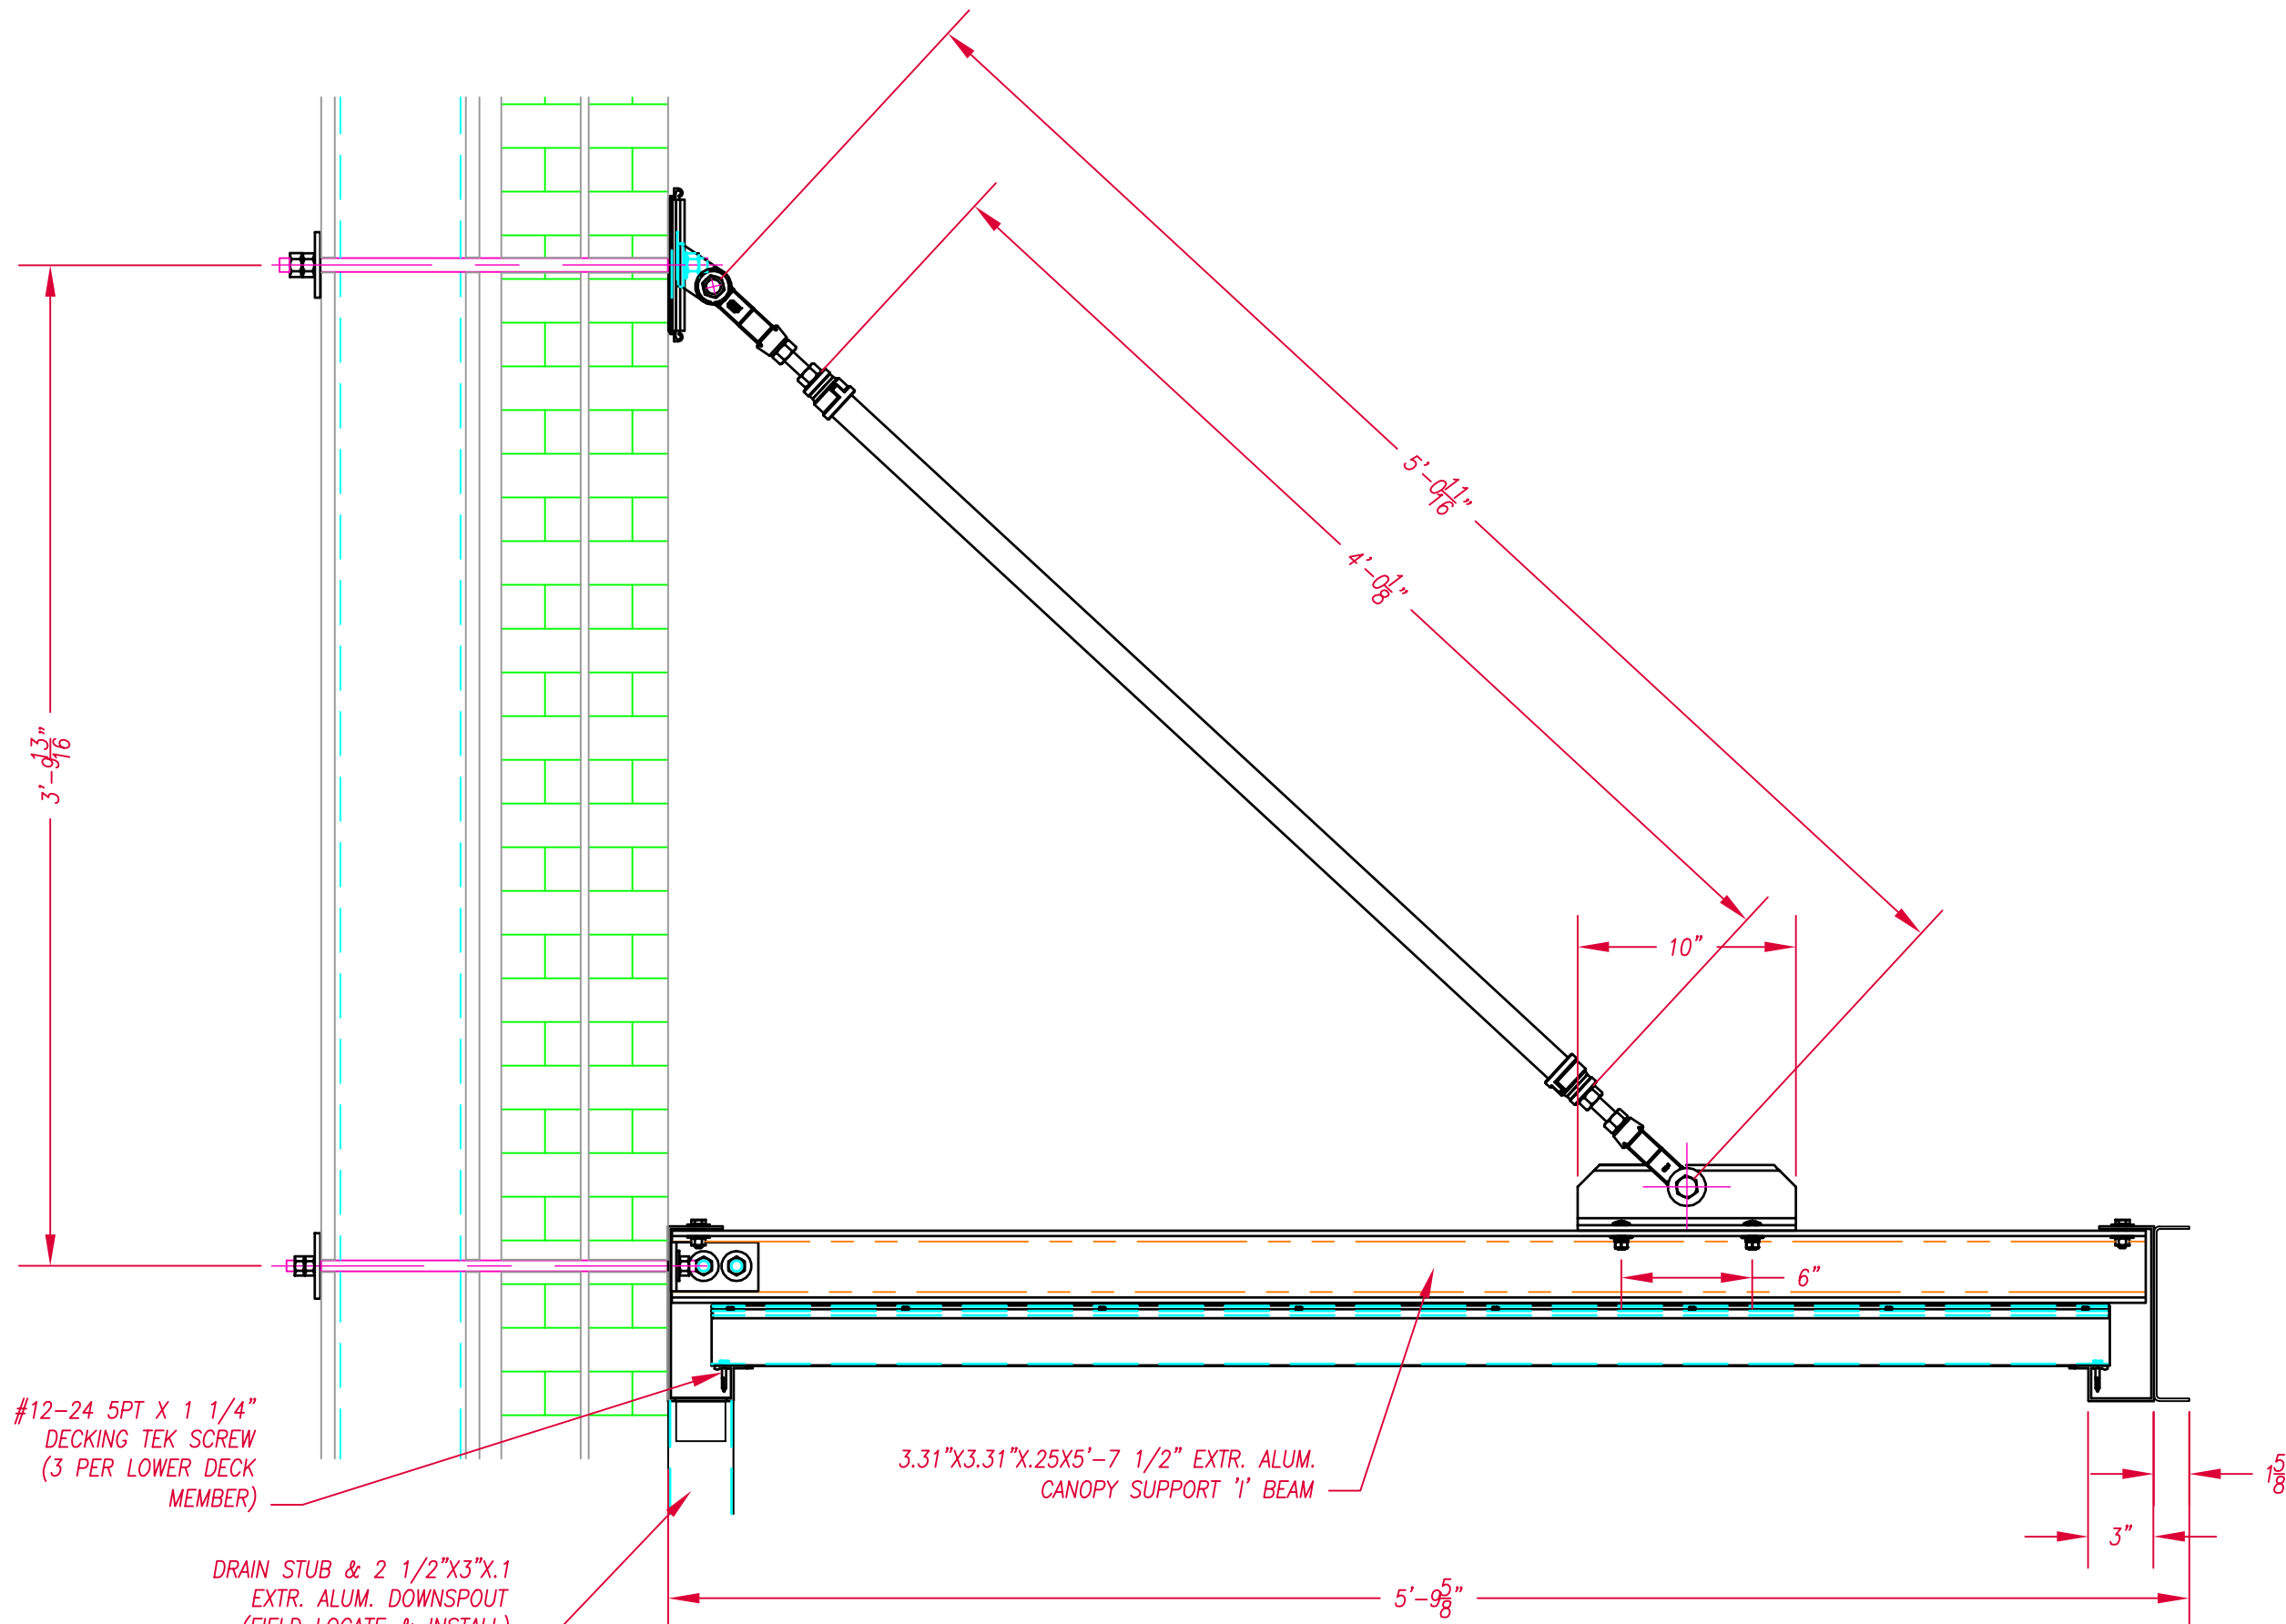 5'-0 11/16"
4'-0 1/8"
3'-9 13/16"
10"
6"
#12-24 5PT X 1 1/4"
DECKING TEK SCREW
(3 PER LOWER DECK
MEMBER)
3.31"X3.31"X.25X5'-7 1/2" EXTR. ALUM.
CANOPY SUPPORT 'I' BEAM
1 5/8
3"
DRAIN STUB & 2 1/2"X3"X.1
EXTR. ALUM. DOWNSPOUT
(FIELD LOCATE & INSTALL)
5'-9 5/8"